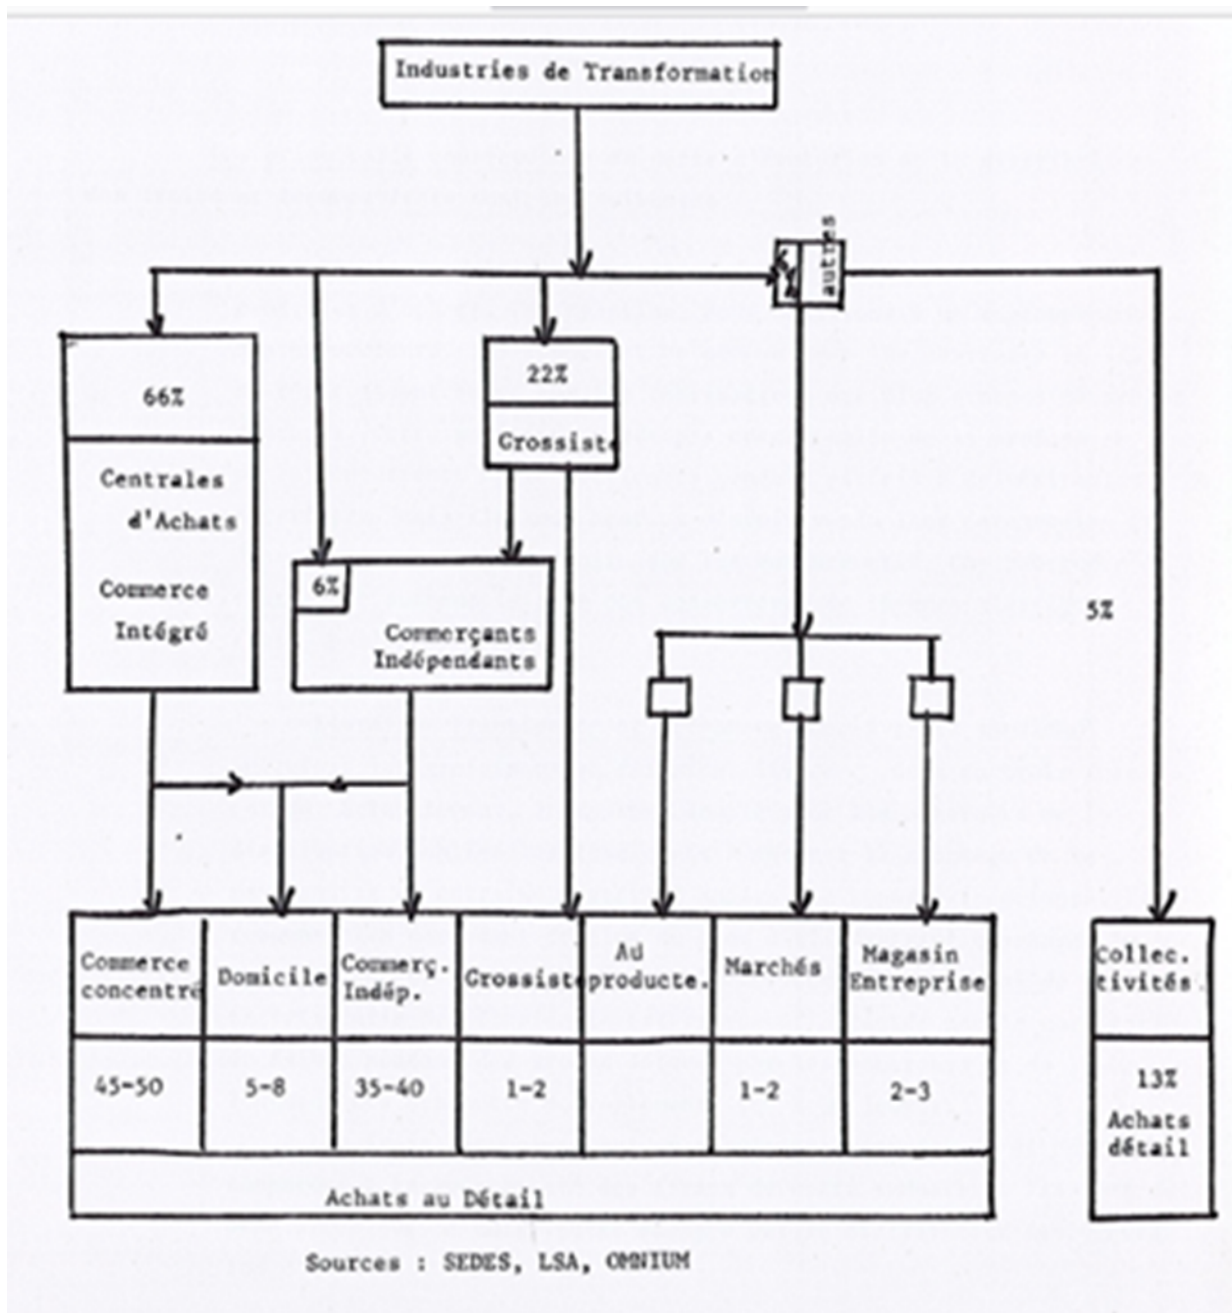 Industries de Transformation
autres
66%
22%
Grossiste
Centrales
d'Achats
Commerce
Intégré
6%
Commerçants
Indépendants
5%
Commerce
concentré
Domicile
Commerç.
Indép.
Grossiste
Au
producte.
Marchés
Magasin
Entreprise
Collec.
tivités.
45-50
5-8
35-40
1-2
1-2
2-3
13%
Achats
détail
Achats au Détail
Sources : SEDES, LSA, OMNIUM